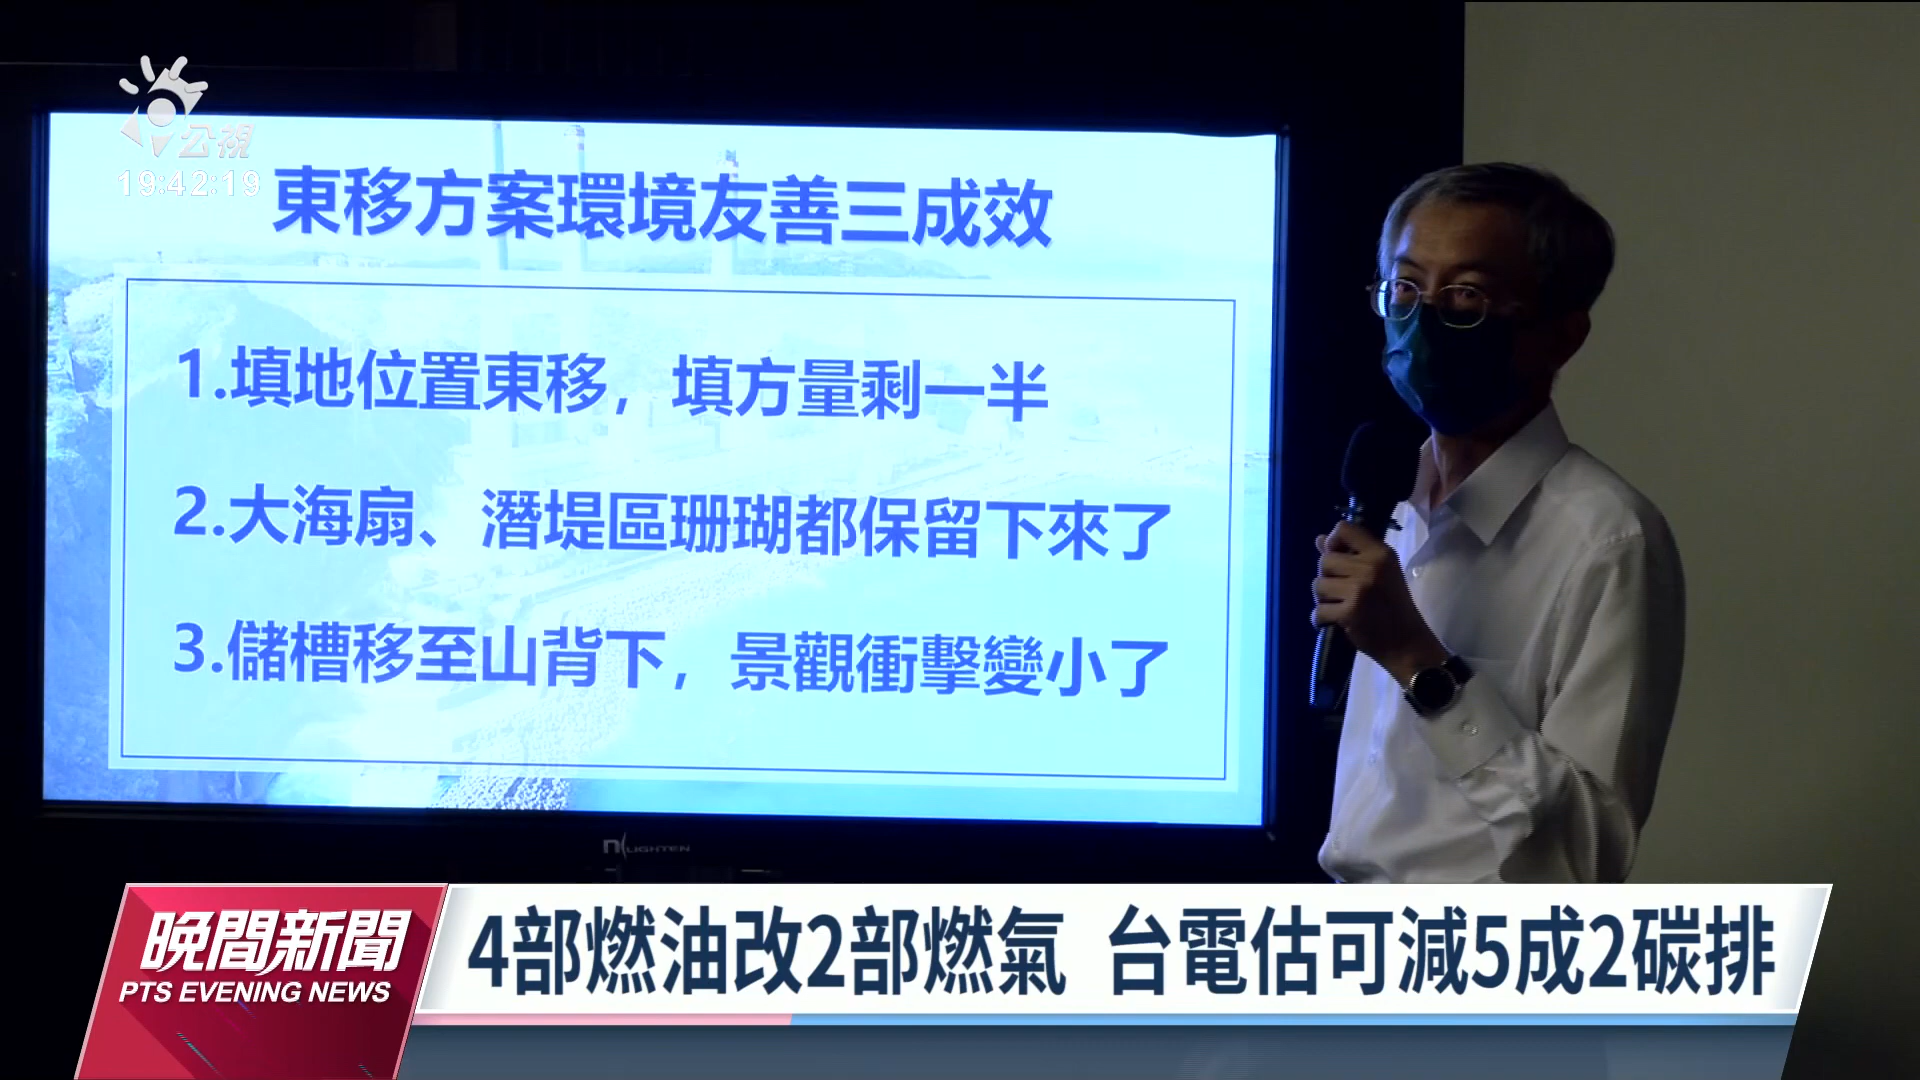 公視
19:42:19
東移方案環境友善三成效
1.填地位置東移，填方量剩一半
2.大海扇、潛堤區珊瑚都保留下來了
3.儲槽移至山背下，景觀衝擊變小了
nLIGHTEN
晚間新聞
PTS EVENING NEWS
4部燃油改2部燃氣 台電估可減5成2碳排